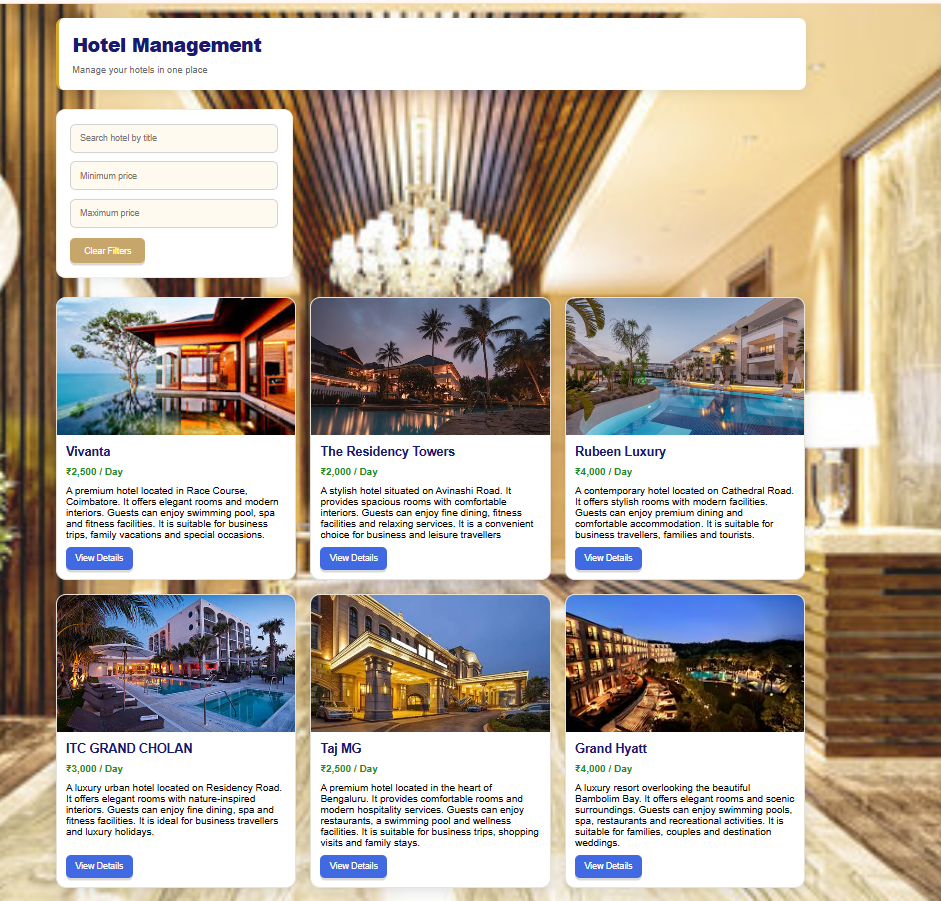 Hotel Management
Manage your hotels in one place
Search hotel by title
Minimum price
Maximum price
Clear Filters
Vivanta
₹2,500 / Day
A premium hotel located in Race Course,
Coimbatore. It offers elegant rooms and modern
interiors. Guests can enjoy swimming pool, spa
and fitness facilities. It is suitable for business
trips, family vacations and special occasions.
View Details
The Residency Towers
₹2,000 / Day
A stylish hotel situated on Avinashi Road. It
provides spacious rooms with comfortable
interiors. Guests can enjoy fine dining, fitness
facilities and relaxing services. It is a convenient
choice for business and leisure travellers
View Details
Rubeen Luxury
₹4,000 / Day
A contemporary hotel located on Cathedral Road.
It offers stylish rooms with modern facilities.
Guests can enjoy premium dining and
comfortable accommodation. It is suitable for
business travellers, families and tourists.
View Details
ITC GRAND CHOLAN
₹3,000 / Day
A luxury urban hotel located on Residency Road.
It offers elegant rooms with nature-inspired
interiors. Guests can enjoy fine dining, spa and
fitness facilities. It is ideal for business travellers
and luxury holidays.
View Details
Taj MG
₹2,500 / Day
A premium hotel located in the heart of
Bengaluru. It provides comfortable rooms and
modern hospitality services. Guests can enjoy
restaurants, a swimming pool and wellness
facilities. It is suitable for business trips, shopping
visits and family stays.
View Details
Grand Hyatt
₹4,000 / Day
A luxury resort overlooking the beautiful
Bambolim Bay. It offers elegant rooms and scenic
surroundings. Guests can enjoy swimming pools,
spa, restaurants and recreational activities. It is
suitable for families, couples and destination
weddings.
View Details